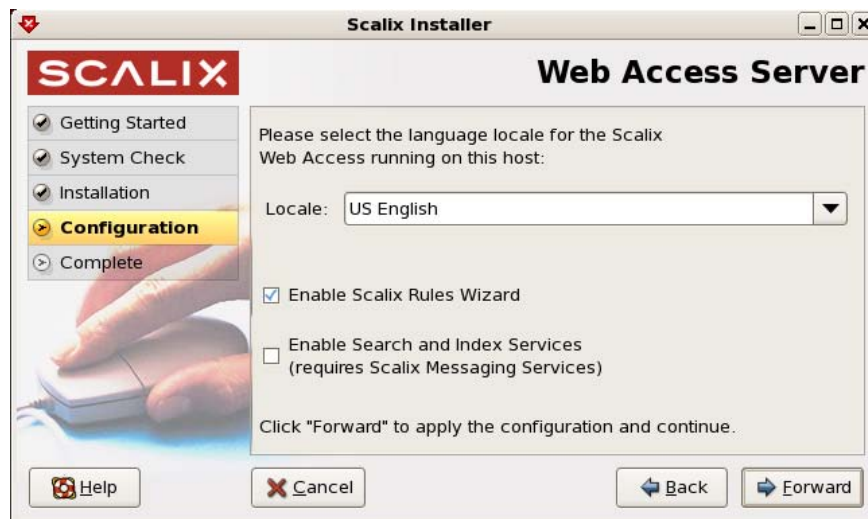 Scalix Installer
SCALIX
Web Access Server
Getting Started
System Check
Installation
Configuration
Complete
Please select the language locale for the Scalix
Web Access running on this host:
Locale: US English
Enable Scalix Rules Wizard
Enable Search and Index Services
(requires Scalix Messaging Services)
Click "Forward" to apply the configuration and continue.
Help
Cancel
Back
Forward